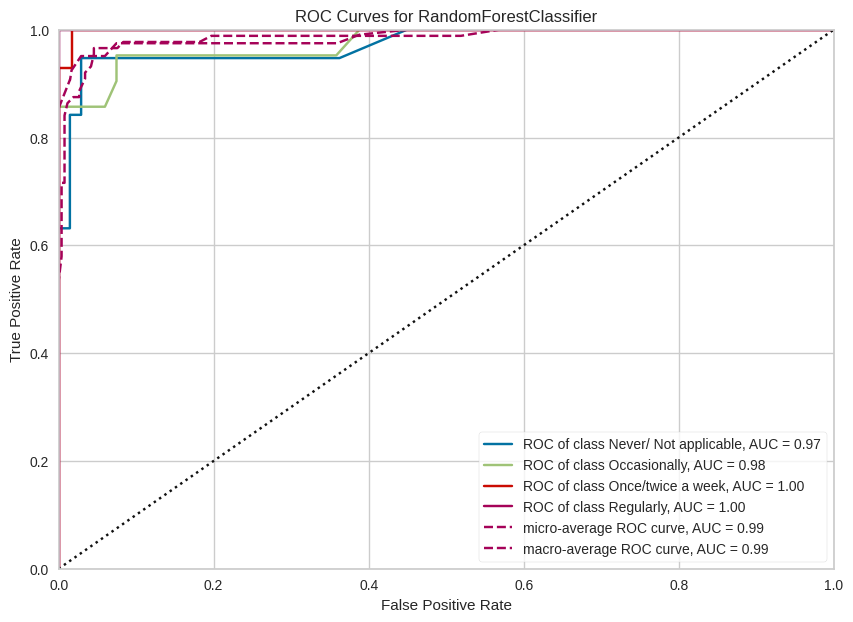 ROC Curves for RandomForestClassifier
True Positive Rate
1.0
0.8
0.6
0.4
0.2
0.0
ROC of class Never/ Not applicable, AUC = 0.97
ROC of class Occasionally, AUC = 0.98
ROC of class Once/twice a week, AUC = 1.00
ROC of class Regularly, AUC = 1.00
micro-average ROC curve, AUC = 0.99
macro-average ROC curve, AUC = 0.99
0.0 0.2 0.4 0.6 0.8 1.0
False Positive Rate